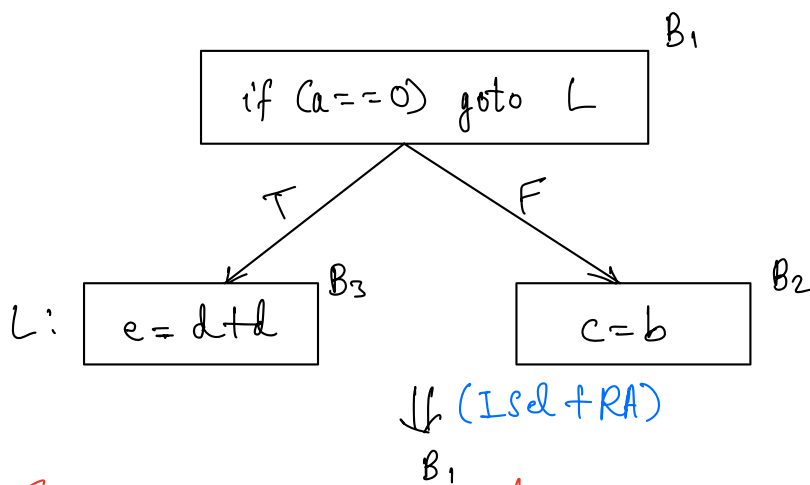 B1
if (a==0) goto L
T F
B3 B2
L: e = d+d c=b
⇓ (ISel + RA)
B1